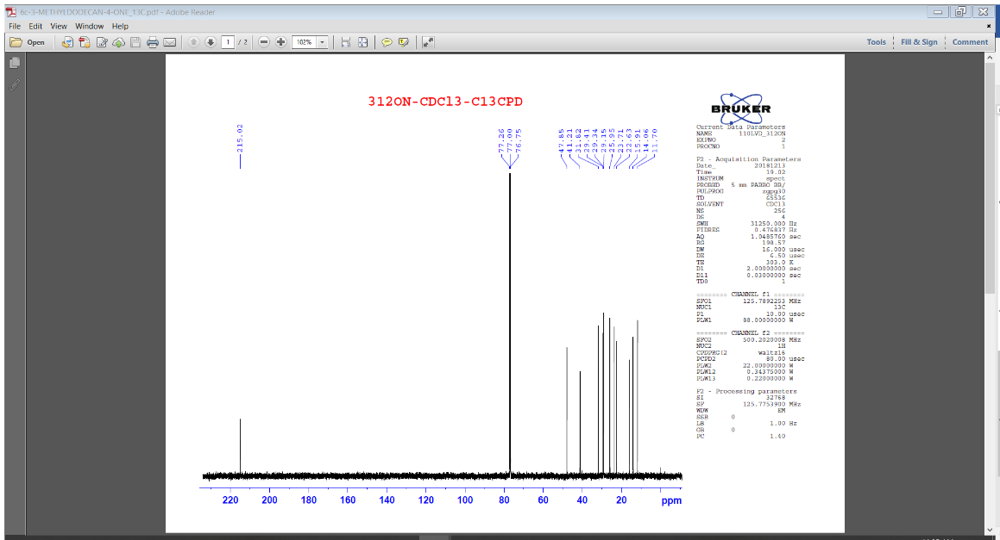 6c-3-METHYLDODECAN-4-ONE_13C.pdf - Adobe Reader
File Edit View Window Help
Open 1 / 2 102% Tools Fill & Sign Comment
312ON-CDCl3-C13CPD
215.02
77.26
77.00
76.75
47.85
41.21
31.82
29.41
29.34
29.15
25.95
23.71
22.63
15.91
14.06
11.70
BRUKER
Current Data Parameters
NAME 110LVD_312ON
EXPNO 2
PROCNO 1
F2 - Acquisition Parameters
Date_ 20181213
Time 19.02
INSTRUM spect
PROBHD 5 mm PABBO BB/
PULPROG zgpg30
TD 65536
SOLVENT CDCl3
NS 256
DS 4
SWH 31250.000 Hz
FIDRES 0.476837 Hz
AQ 1.0485760 sec
RG 198.57
DW 16.000 usec
DE 6.50 usec
TE 303.0 K
D1 2.00000000 sec
D11 0.03000000 sec
TD0 1
======== CHANNEL f1 ========
SFO1 125.7892253 MHz
NUC1 13C
P1 10.00 usec
PLW1 88.00000000 W
======== CHANNEL f2 ========
SFO2 500.2020008 MHz
NUC2 1H
CPDPRG[2 waltz16
PCPD2 80.00 usec
PLW2 22.00000000 W
PLW12 0.34375000 W
PLW13 0.22000000 W
F2 - Processing parameters
SI 32768
SF 125.7753900 MHz
WDW EM
SSB 0
LB 1.00 Hz
GB 0
PC 1.40
220 200 180 160 140 120 100 80 60 40 20 ppm